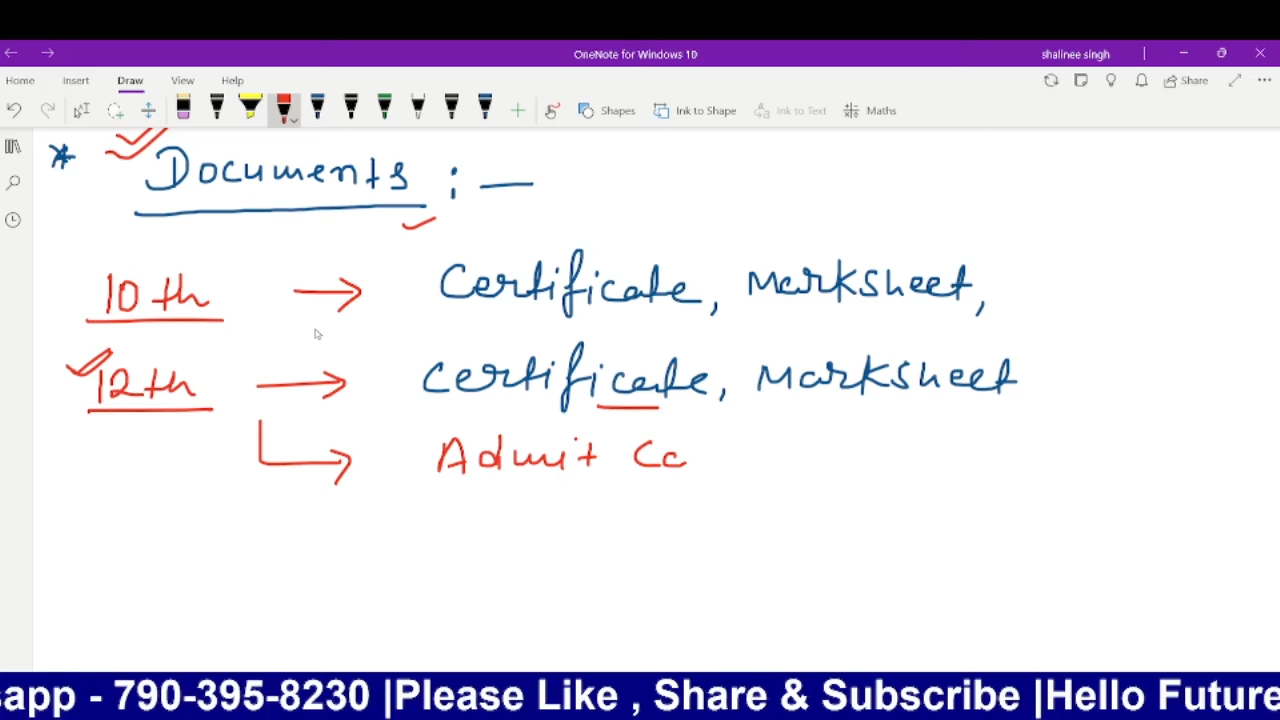 OneNote for Windows 10
shalinee singh
Home Insert Draw View Help
Share
Shapes Ink to Shape Ink to Text Maths
* Documents : —
10th → Certificate, Marksheet,
12th → Certificate, Marksheet
Admit Ca
sapp - 790-395-8230 |Please Like , Share & Subscribe |Hello Future